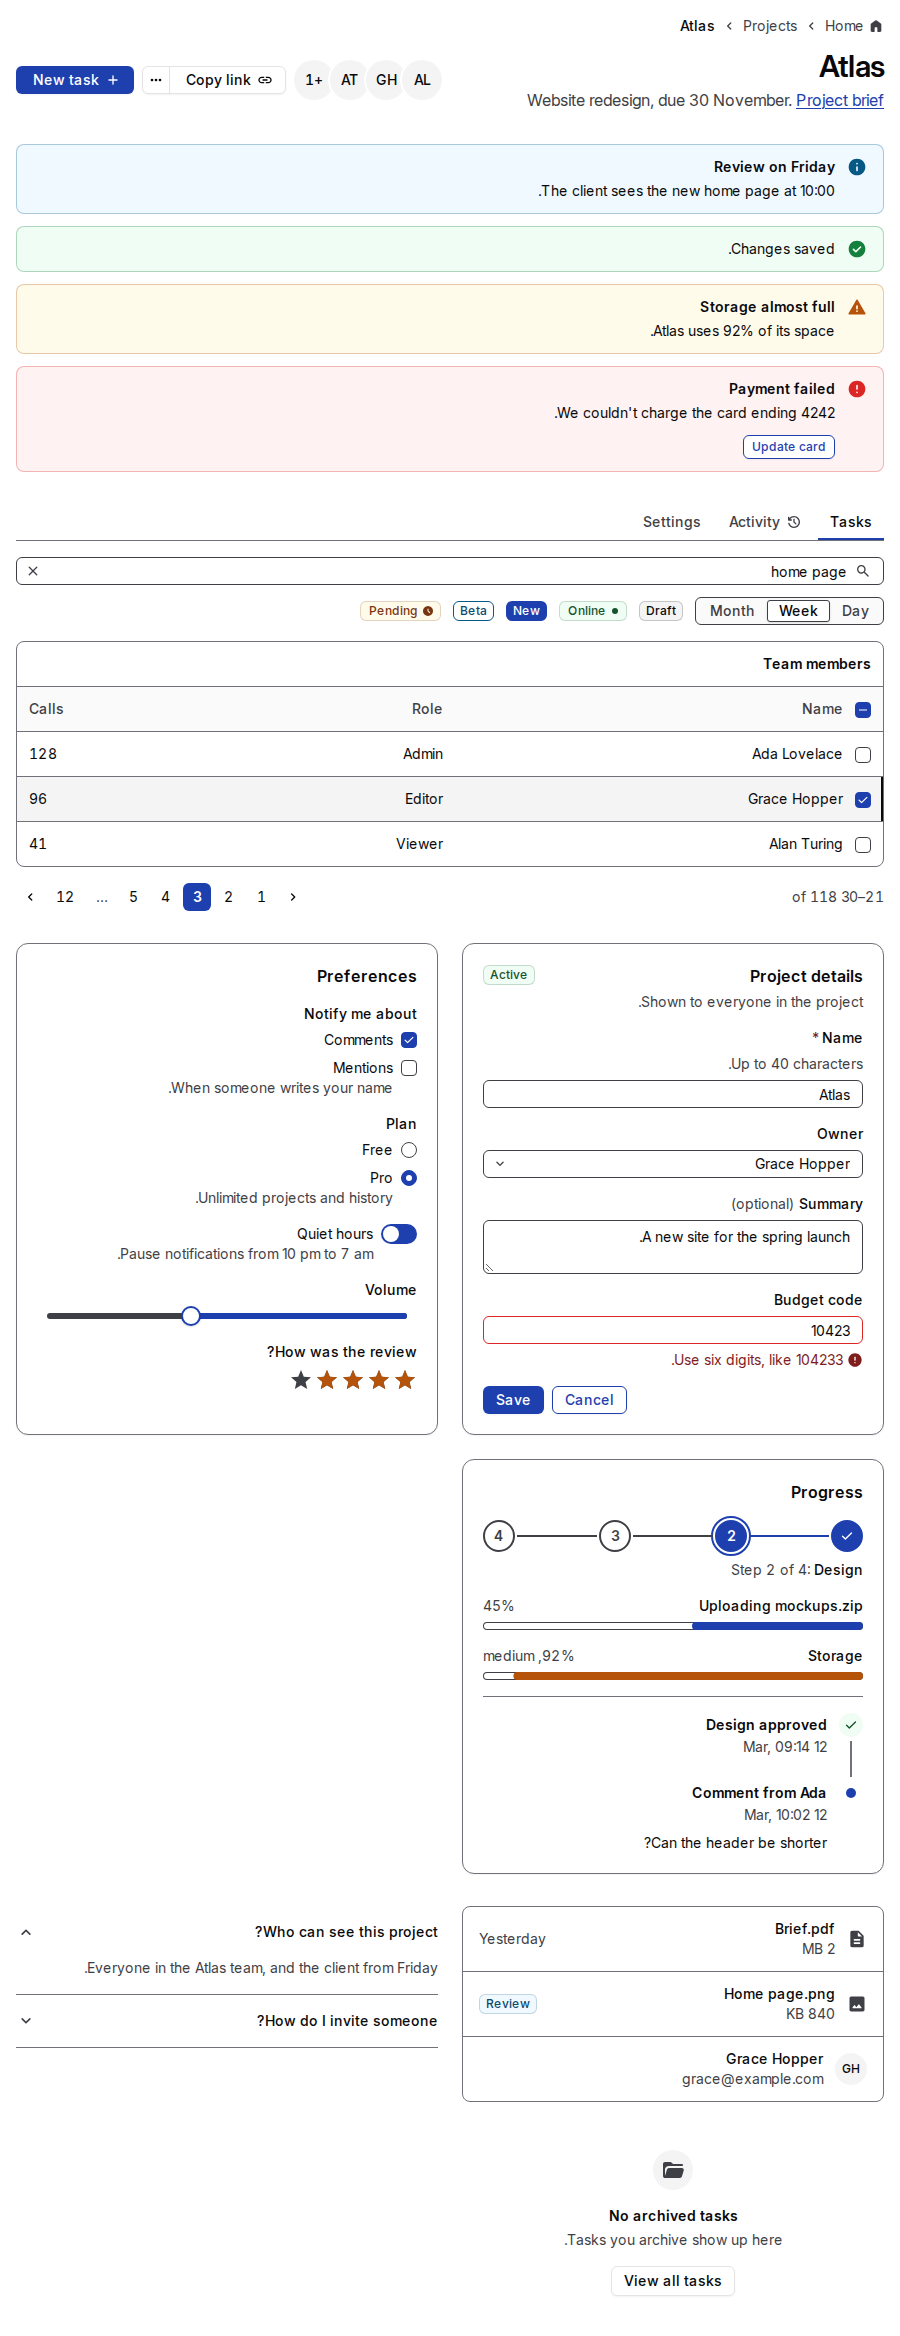 Home Projects Atlas
Atlas
Website redesign, due 30 November. Project brief
AL GH AT 1+
Copy link
New task
Review on Friday
.The client sees the new home page at 10:00
.Changes saved
Storage almost full
.Atlas uses 92% of its space
Payment failed
.We couldn't charge the card ending 4242
Update card
Tasks Activity Settings
home page
Day Week Month Draft Online New Beta Pending
Team members
Name Role Calls
Ada Lovelace Admin 128
Grace Hopper Editor 96
Alan Turing Viewer 41
of 118 30–21
1 2 3 4 5 … 12
Project details
Active
.Shown to everyone in the project
* Name
.Up to 40 characters
Atlas
Owner
Grace Hopper
(optional) Summary
.A new site for the spring launch
Budget code
10423
.Use six digits, like 104233
Cancel
Save
Preferences
Notify me about
Comments
Mentions
.When someone writes your name
Plan
Free
Pro
.Unlimited projects and history
Quiet hours
.Pause notifications from 10 pm to 7 am
Volume
?How was the review
Progress
2 3 4
Step 2 of 4: Design
Uploading mockups.zip 45%
Storage medium ,92%
Design approved
Mar, 09:14 12
Comment from Ada
Mar, 10:02 12
?Can the header be shorter
Brief.pdf
MB 2
Yesterday
Home page.png
KB 840
Review
GH
Grace Hopper
grace@example.com
?Who can see this project
.Everyone in the Atlas team, and the client from Friday
?How do I invite someone
No archived tasks
.Tasks you archive show up here
View all tasks